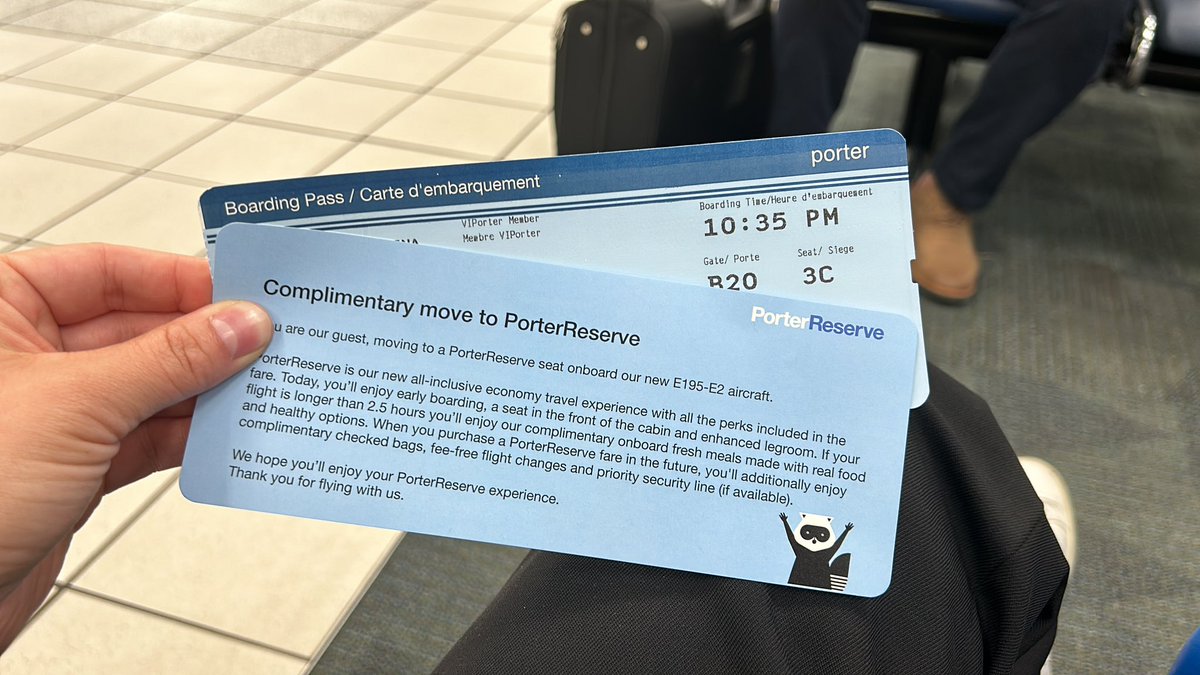 Boarding Pass / Carte d'embarquement
porter
VIPorter Member
Membre VIPorter
Boarding Time/Heure d'embarquement
10:35 PM
Gate/ Porte
Seat/ Siege
B20
3C
Complimentary move to PorterReserve
PorterReserve
are our guest, moving to a PorterReserve seat onboard our new E195-E2 aircraft.
PorterReserve is our new all-inclusive economy travel experience with all the perks included in the
fare. Today, you'll enjoy early boarding, a seat in the front of the cabin and enhanced legroom. If your
flight is longer than 2.5 hours you'll enjoy our complimentary onboard fresh meals made with real food
and healthy options. When you purchase a PorterReserve fare in the future, you'll additionally enjoy
complimentary checked bags, fee-free flight changes and priority security line (if available).
We hope you'll enjoy your PorterReserve experience.
Thank you for flying with us.